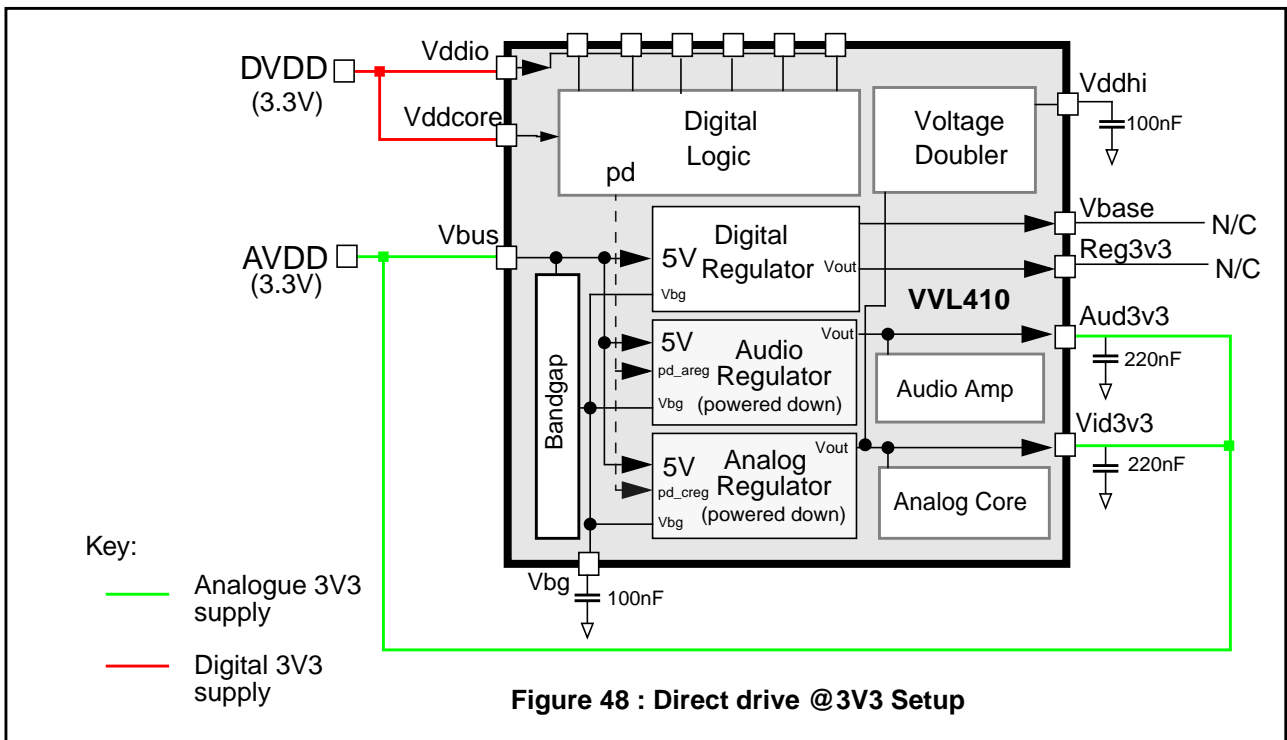 DVDD
(3.3V)
Vddio
Vddcore
Digital
Logic
pd
Voltage
Doubler
Vddhi
100nF
AVDD
(3.3V)
Vbus
Bandgap
5V
Digital
Regulator
Vout
Vbg
Vbase
N/C
Reg3v3
N/C
VVL410
5V
Audio
Regulator
(powered down)
Vout
pd_areg
Vbg
Audio Amp
Aud3v3
220nF
5V
Analog
Regulator
(powered down)
Vout
pd_creg
Vbg
Analog Core
Vid3v3
220nF
Vbg
100nF
Key:
Analogue 3V3
supply
Digital 3V3
supply
Figure 48 : Direct drive @3V3 Setup